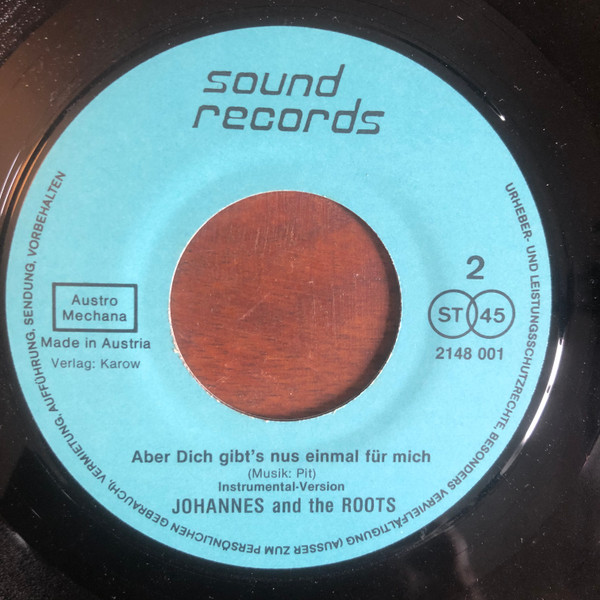 sound
records
URHEBER- UND LEISTUNGSSCHUTZRECHTE, BESONDERS VERVIELFÄLTIGUNG (AUSSER ZUM PERSÖNLICHEN GEBRAUCH), VERMIETUNG, AUFFÜHRUNG, SENDUNG, VORBEHALTEN
Austro
Mechana
Made in Austria
Verlag: Karow
2
ST 45
2148 001
Aber Dich gibt's nus einmal für mich
(Musik: Pit)
Instrumental-Version
JOHANNES and the ROOTS